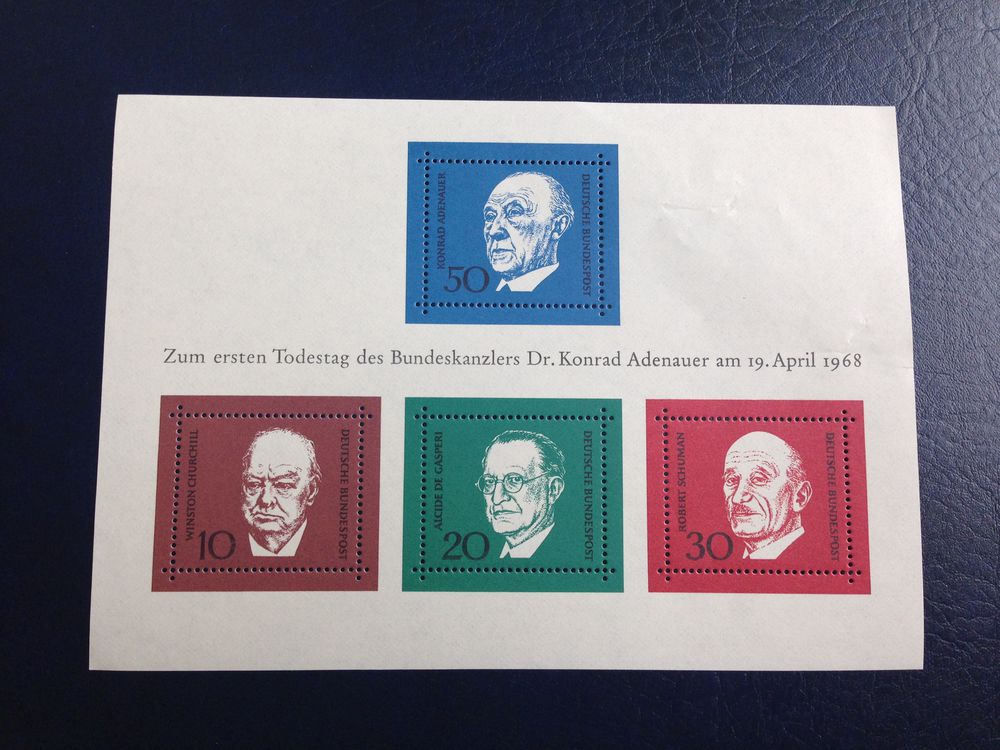 KONRAD ADENAUER
DEUTSCHE BUNDESPOST
50
Zum ersten Todestag des Bundeskanzlers Dr. Konrad Adenauer am 19. April 1968
WINSTON CHURCHILL
DEUTSCHE BUNDESPOST
10
ALCIDE DE GASPERI
DEUTSCHE BUNDESPOST
20
ROBERT SCHUMAN
DEUTSCHE BUNDESPOST
30